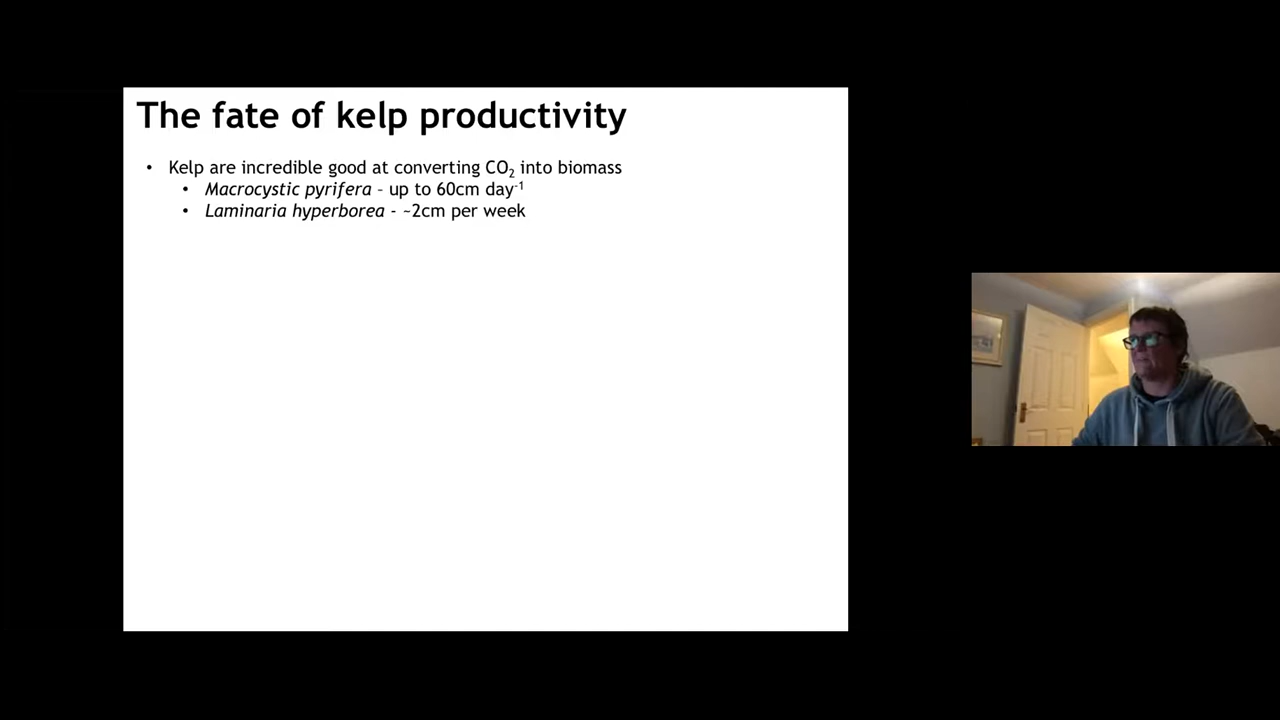 The fate of kelp productivity
• Kelp are incredible good at converting CO₂ into biomass
• Macrocystic pyrifera – up to 60cm day⁻¹
• Laminaria hyperborea - ~2cm per week